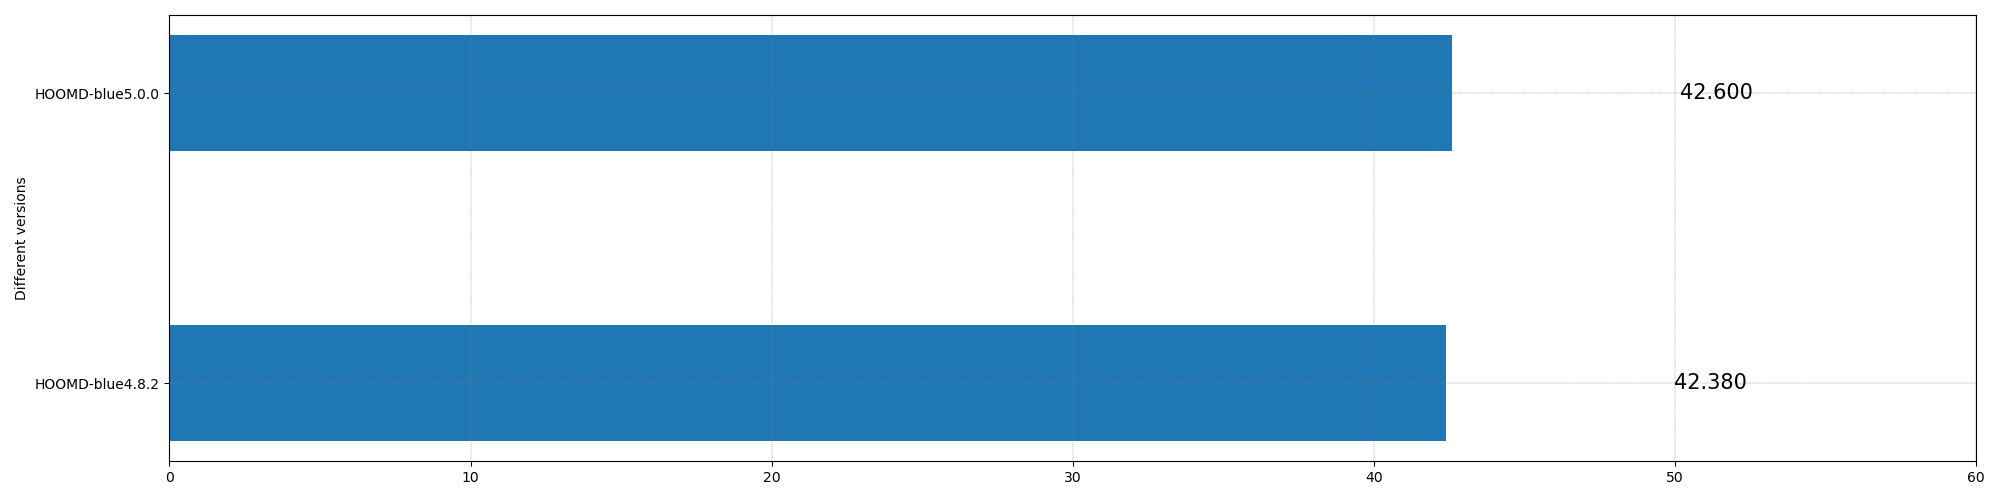 HOOMD-blue5.0.0
42.600
Different versions
HOOMD-blue4.8.2
42.380
0 10 20 30 40 50 60